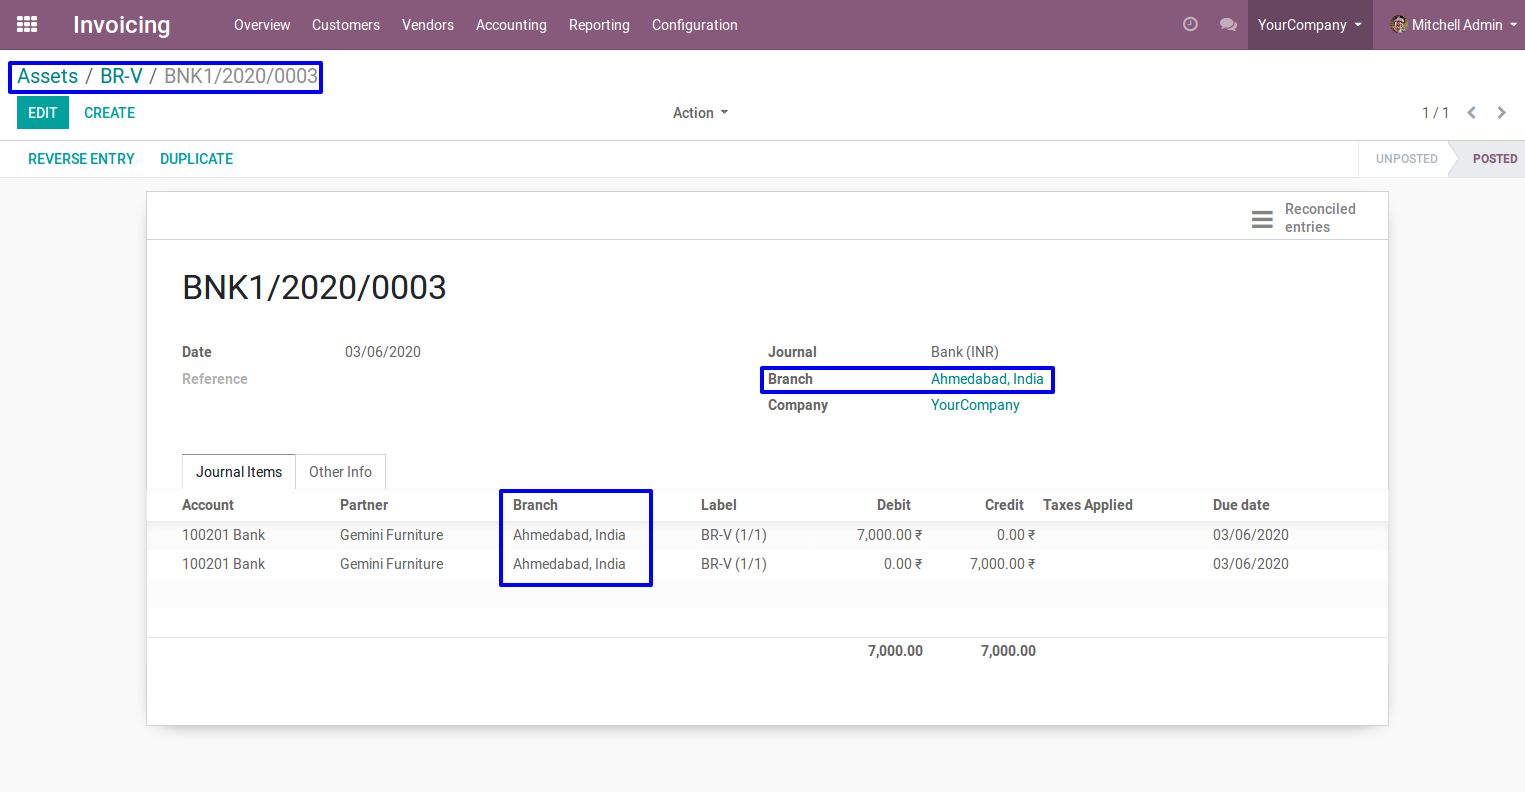 Invoicing Overview Customers Vendors Accounting Reporting Configuration YourCompany Mitchell Admin
Assets / BR-V / BNK1/2020/0003
EDIT CREATE Action 1 / 1
REVERSE ENTRY DUPLICATE UNPOSTED POSTED
Reconciled
entries
BNK1/2020/0003
Date 03/06/2020 Journal Bank (INR)
Reference Branch Ahmedabad, India
Company YourCompany
Journal Items Other Info
Account Partner Branch Label Debit Credit Taxes Applied Due date
100201 Bank Gemini Furniture Ahmedabad, India BR-V (1/1) 7,000.00 ₹ 0.00 ₹ 03/06/2020
100201 Bank Gemini Furniture Ahmedabad, India BR-V (1/1) 0.00 ₹ 7,000.00 ₹ 03/06/2020
7,000.00 7,000.00